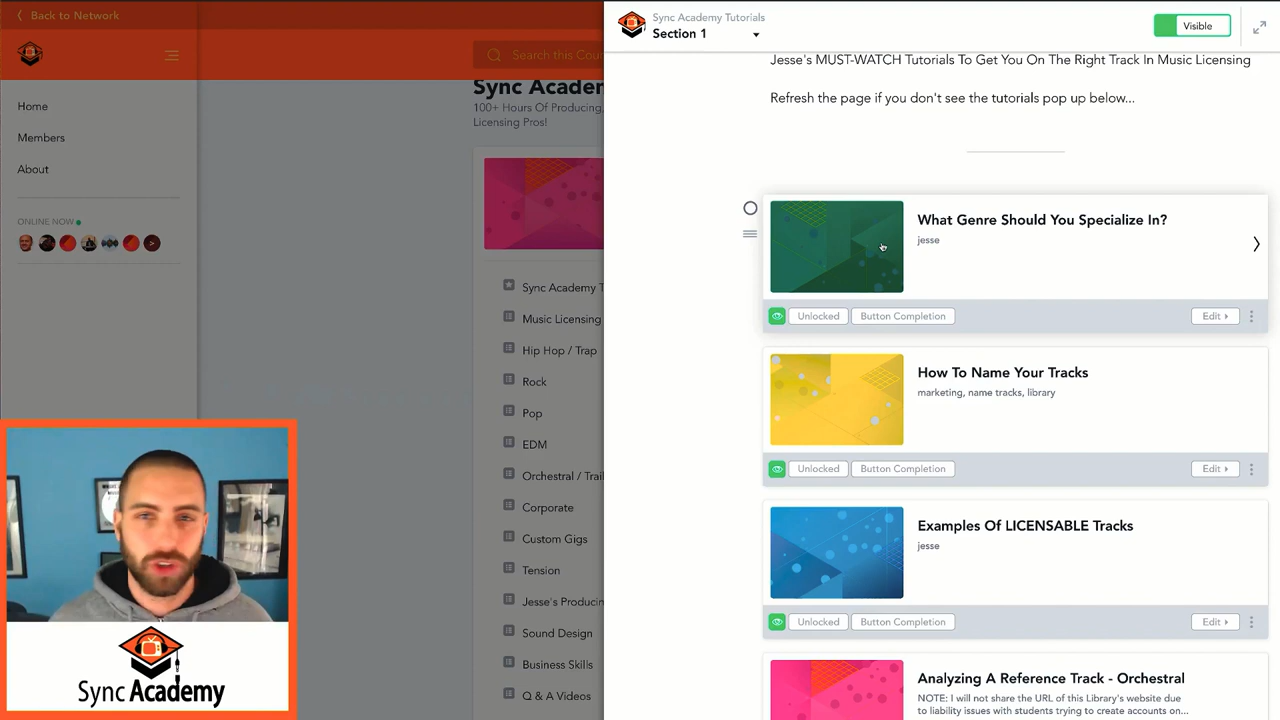 Back to Network
Home
Members
About
ONLINE NOW
Search this Cou
Sync Acader
100+ Hours Of Producing,
Licensing Pros!
Sync Academy T
Music Licensing
Hip Hop / Trap
Rock
Pop
EDM
Orchestral / Trail
Corporate
Custom Gigs
Tension
Jesse's Producin
Sound Design
Business Skills
Q & A Videos
Sync Academy
Sync Academy Tutorials
Section 1
Visible
Jesse's MUST-WATCH Tutorials To Get You On The Right Track In Music Licensing
Refresh the page if you don't see the tutorials pop up below...
What Genre Should You Specialize In?
jesse
Unlocked
Button Completion
Edit
How To Name Your Tracks
marketing, name tracks, library
Unlocked
Button Completion
Edit
Examples Of LICENSABLE Tracks
jesse
Unlocked
Button Completion
Edit
Analyzing A Reference Track - Orchestral
NOTE: I will not share the URL of this Library's website due
to liability issues with students trying to create accounts on...